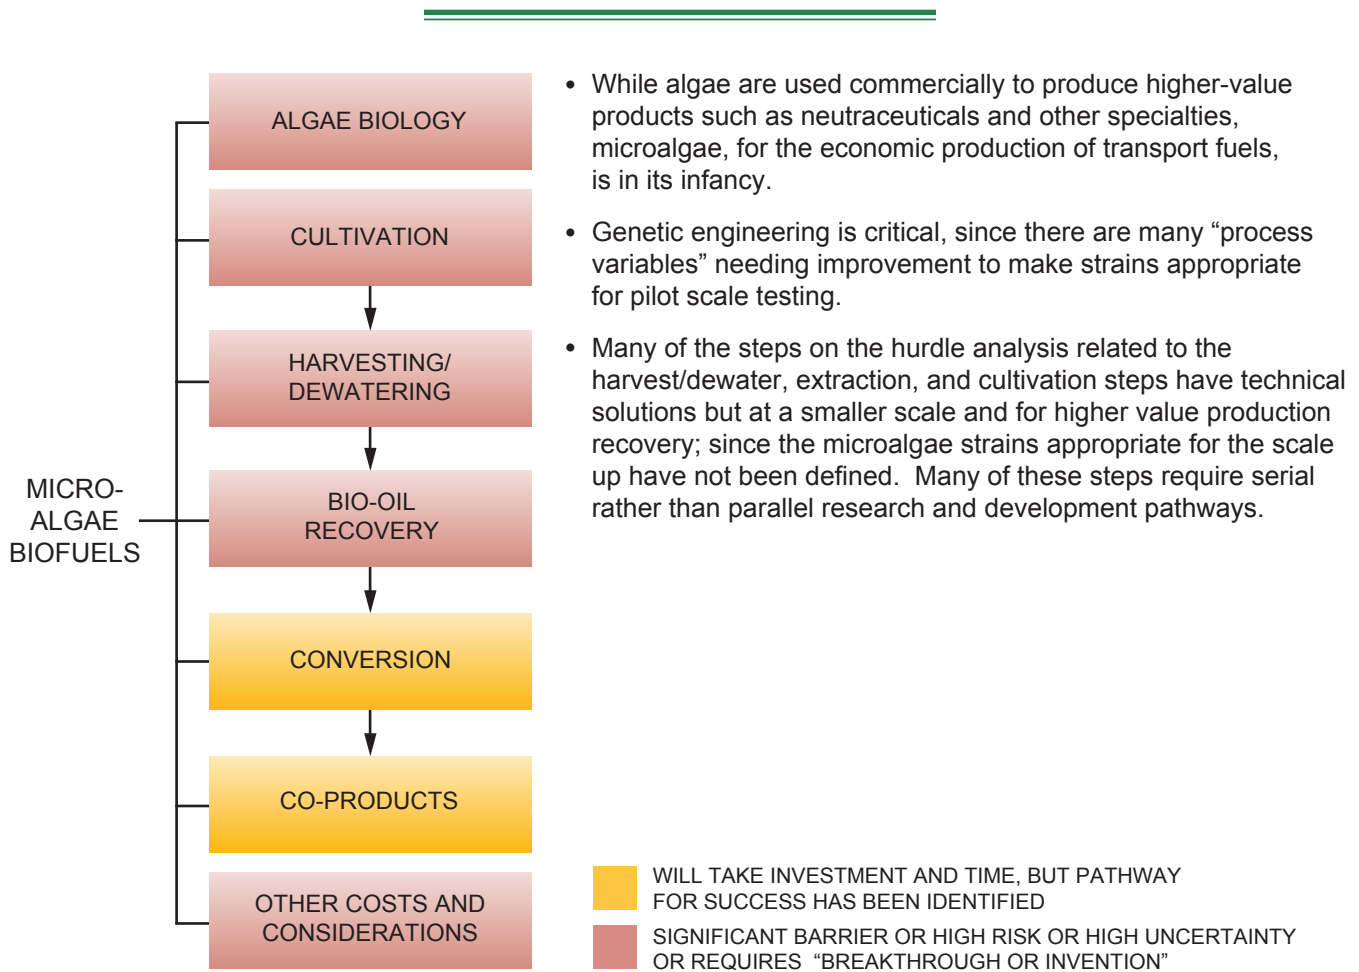 ALGAE BIOLOGY
CULTIVATION
HARVESTING/
DEWATERING
MICRO-
ALGAE
BIOFUELS
BIO-OIL
RECOVERY
CONVERSION
CO-PRODUCTS
OTHER COSTS AND
CONSIDERATIONS
• While algae are used commercially to produce higher-value
products such as neutraceuticals and other specialties,
microalgae, for the economic production of transport fuels,
is in its infancy.
• Genetic engineering is critical, since there are many “process
variables” needing improvement to make strains appropriate
for pilot scale testing.
• Many of the steps on the hurdle analysis related to the
harvest/dewater, extraction, and cultivation steps have technical
solutions but at a smaller scale and for higher value production
recovery; since the microalgae strains appropriate for the scale
up have not been defined.  Many of these steps require serial
rather than parallel research and development pathways.
WILL TAKE INVESTMENT AND TIME, BUT PATHWAY
FOR SUCCESS HAS BEEN IDENTIFIED
SIGNIFICANT BARRIER OR HIGH RISK OR HIGH UNCERTAINTY
OR REQUIRES  “BREAKTHROUGH OR INVENTION”